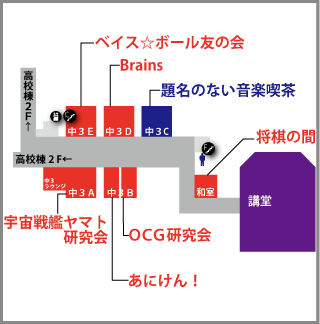 ベイス☆ボール友の会
Brains
題名のない音楽喫茶
高校棟2F→
中3E
中3D
中3C
将棋の間
高校棟2F←
中3
ラウンジ
中3A
中3B
和室
講堂
宇宙戦艦ヤマト
研究会
OCG研究会
あにけん！